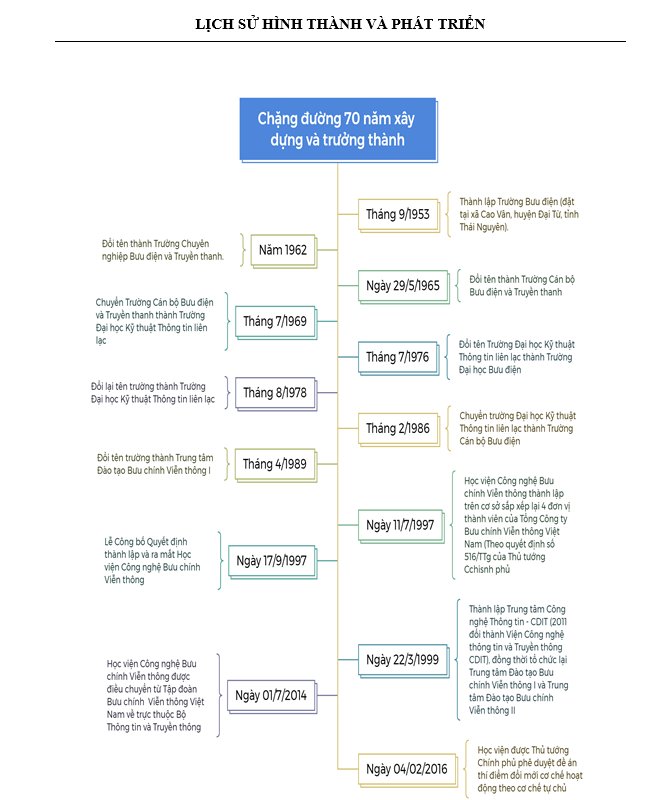 LỊCH SỬ HÌNH THÀNH VÀ PHÁT TRIỂN
Chặng đường 70 năm xây
dựng và trưởng thành
Tháng 9/1953
Thành lập Trường Bưu điện (đặt
tại xã Cao Vân, huyện Đại Từ, tỉnh
Thái Nguyên).
Năm 1962
Đổi tên thành Trường Chuyên
nghiệp Bưu điện và Truyền thanh.
Ngày 29/5/1965
Đổi tên thành Trường Cán bộ
Bưu điện và Truyền thanh
Tháng 7/1969
Chuyển Trường Cán bộ Bưu điện
và Truyền thanh thành Trường
Đại học Kỹ thuật Thông tin liên
lạc
Tháng 7/1976
Đổi tên Trường Đại học Kỹ thuật
Thông tin liên lạc thành Trường
Đại học Bưu điện
Tháng 8/1978
Đổi lại tên trường thành Trường
Đại học Kỹ thuật Thông tin liên lạc
Tháng 2/1986
Chuyển trường Đại học Kỹ thuật
Thông tin liên lạc thành Trường
Cán bộ Bưu điện
Tháng 4/1989
Đổi tên trường thành Trung tâm
Đào tạo Bưu chính Viễn thông I
Ngày 11/7/1997
Học viện Công nghệ Bưu
chính Viễn thông thành lập
trên cơ sở sắp xếp lại 4 đơn vị
thành viên của Tổng Công ty
Bưu chính Viễn thông Việt
Nam (Theo quyết định số
516/TTg của Thủ tướng
Cchisnh phủ
Ngày 17/9/1997
Lễ Công bố Quyết định
thành lập và ra mắt Học
viện Công nghệ Bưu chính
Viễn thông
Ngày 22/3/1999
Thành lập Trung tâm Công
nghệ Thông tin - CDIT (2011
đổi thành Viện Công nghệ
thông tin và Truyền thông
CDIT), đồng thời tổ chức lại
Trung tâm Đào tạo Bưu
chính Viễn thông I và Trung
tâm Đào tạo Bưu chính
Viễn thông II
Ngày 01/7/2014
Học viện Công nghệ Bưu
chính Viễn thông được
điều chuyển từ Tập đoàn
Bưu chính  Viễn thông Việt
Nam về trực thuộc Bộ
Thông tin và Truyền thông
Ngày 04/02/2016
Học viện được Thủ tướng
Chính phủ phê duyệt đề án
thí điểm đổi mới cơ chế hoạt
động theo cơ chế tự chủ